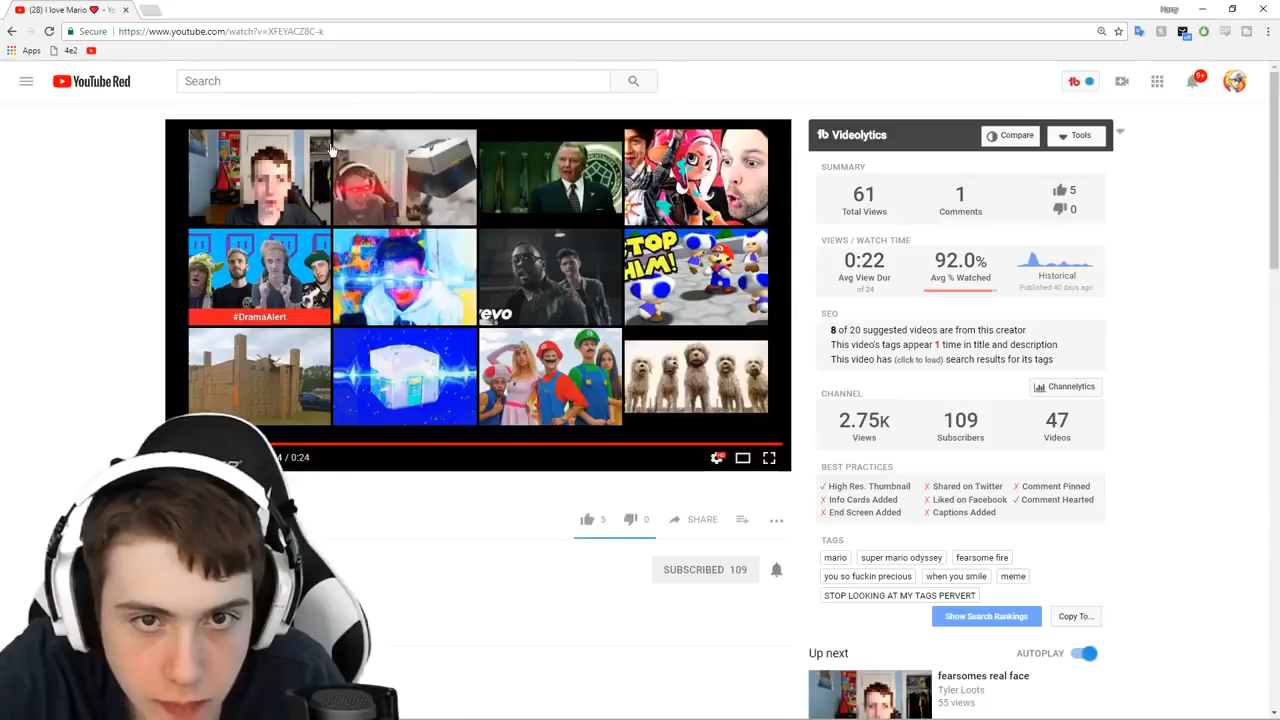 (28) I love Mario ❤ - Yo
Harry
Secure
https://www.youtube.com/watch?v=XFEYACZ8C-k
Apps
4e2
YouTube Red
Search
tb
9+
#DramaAlert
vevo
STOP
HIM!
4 / 0:24
HD
5
0
SHARE
SUBSCRIBED 109
tb Videolytics
Compare
Tools
SUMMARY
61
Total Views
1
Comments
5
0
VIEWS / WATCH TIME
0:22
Avg View Dur
of 24
92.0%
Avg % Watched
Historical
Published 40 days ago
SEO
8 of 20 suggested videos are from this creator
This video's tags appear 1 time in title and description
This video has (click to load) search results for its tags
Channelytics
CHANNEL
2.75K
Views
109
Subscribers
47
Videos
BEST PRACTICES
✓ High Res. Thumbnail
✗ Shared on Twitter
✗ Comment Pinned
✗ Info Cards Added
✗ Liked on Facebook
✓ Comment Hearted
✗ End Screen Added
✗ Captions Added
TAGS
mario
super mario odyssey
fearsome fire
you so fuckin precious
when you smile
meme
STOP LOOKING AT MY TAGS PERVERT
Show Search Rankings
Copy To...
Up next
AUTOPLAY
fearsomes real face
Tyler Loots
55 views